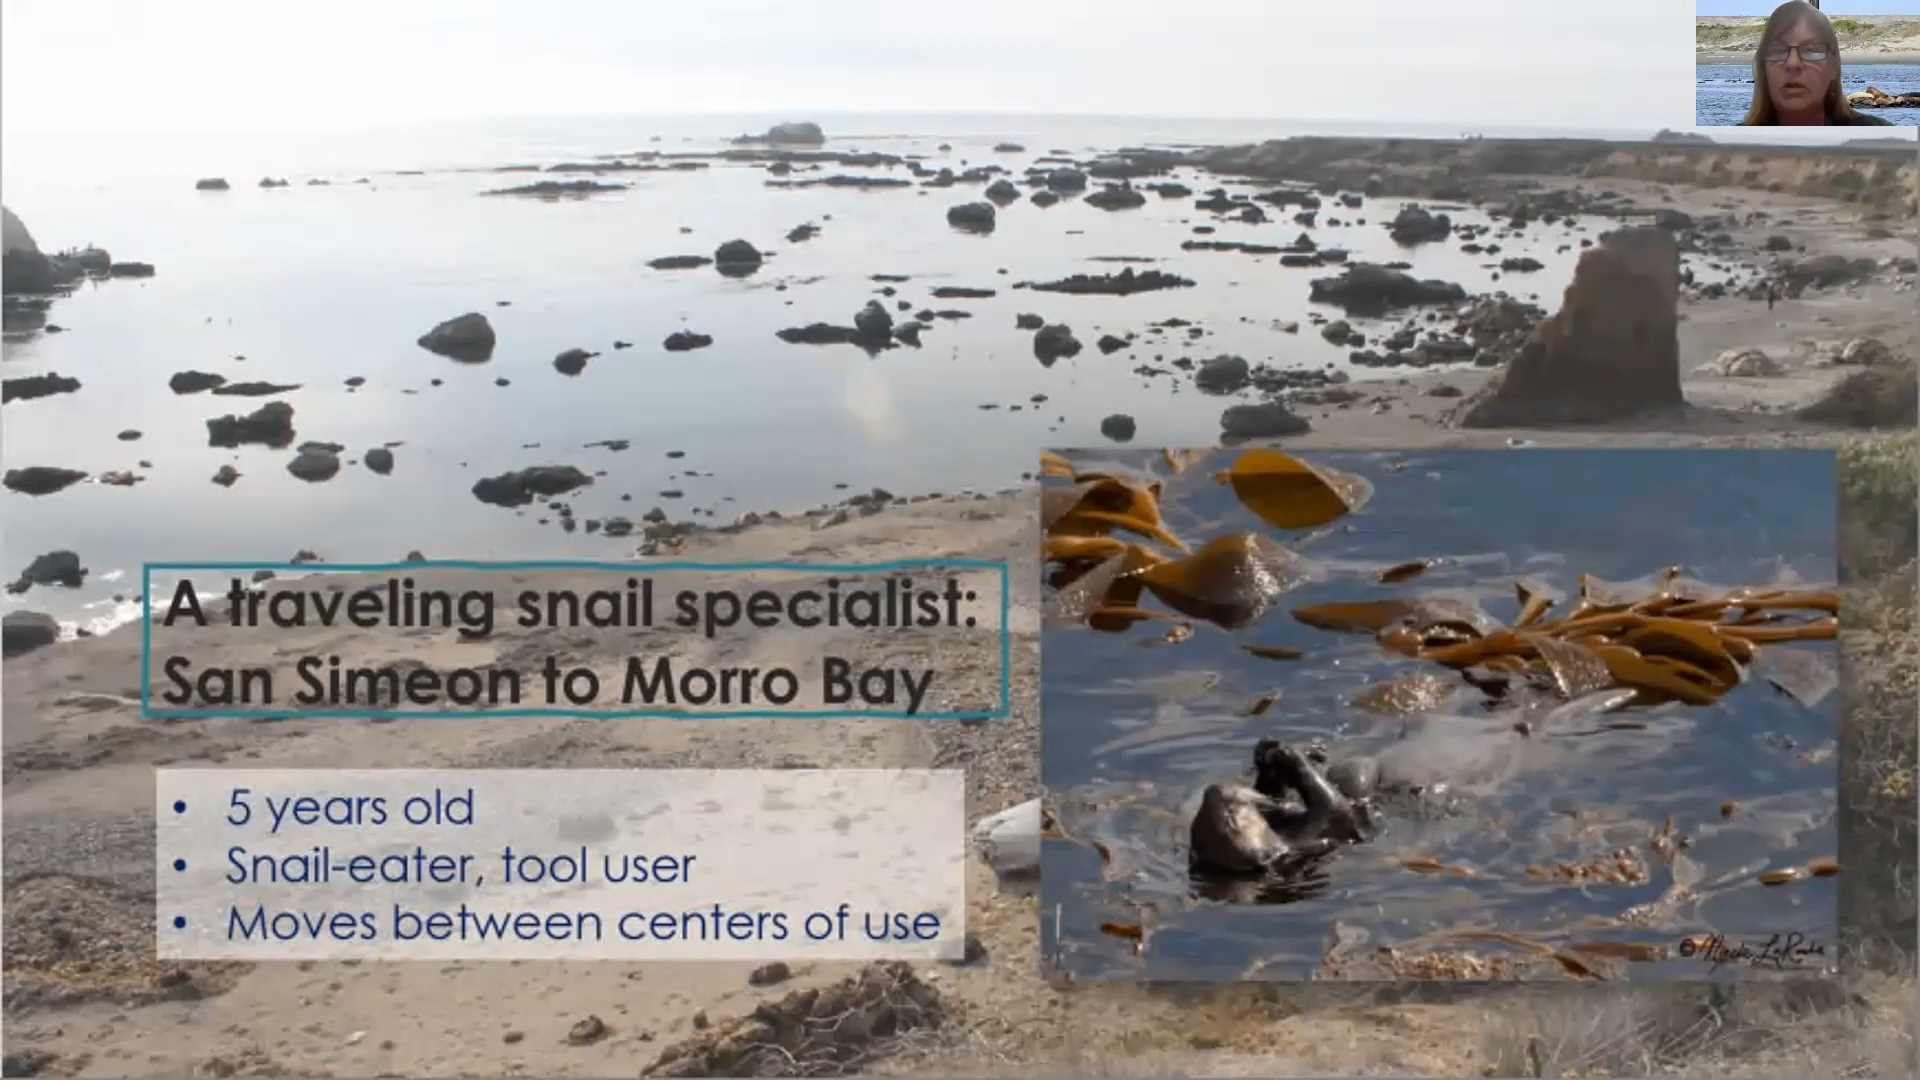 A traveling snail specialist:
San Simeon to Morro Bay
• 5 years old
• Snail-eater, tool user
• Moves between centers of use
©